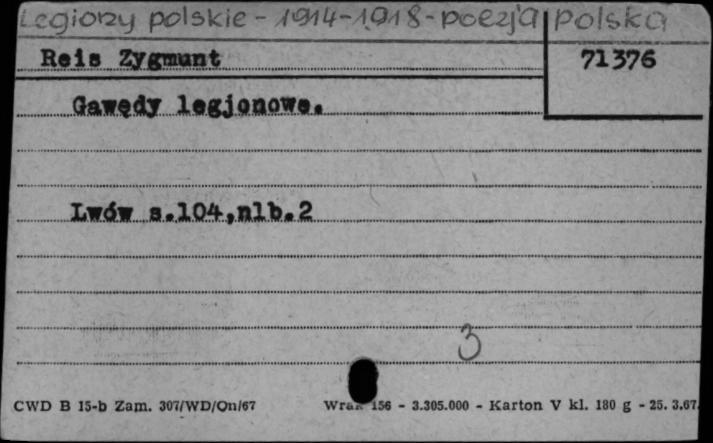 Legiony polskie - 1914-1918 - poezja Polska
Reis Zygmunt 71376
Gawędy legjonowe.
Lwów s.104,nlb.2
3
CWD B 15-b Zam. 307/WD/On/67 156 - 3.305.000 - Karton V kl. 180 g - 25. 3.67